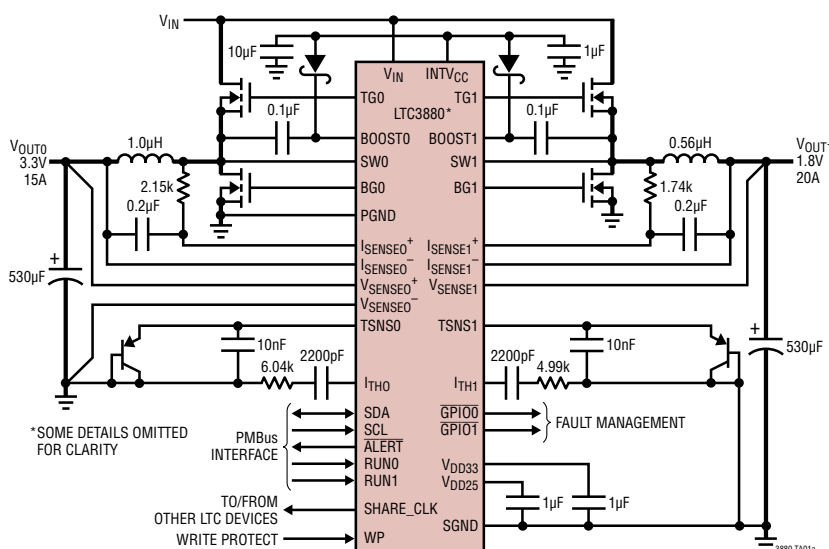 VIN
10µF
1µF
VIN INTVCC
TG0 LTC3880* TG1
0.1µF
0.1µF
BOOST0 BOOST1
VOUT0
3.3V
15A
1.0µH
SW0 SW1
0.56µH
VOUT1
1.8V
20A
2.15k
BG0 BG1
1.74k
0.2µF
PGND
0.2µF
ISENSE0+ ISENSE1+
ISENSE0– ISENSE1–
VSENSE0+ VSENSE1
VSENSE0–
+
530µF
TSNS0 TSNS1
+
530µF
10nF
10nF
6.04k
2200pF
ITH0 ITH1
2200pF
4.99k
*SOME DETAILS OMITTED
FOR CLARITY
PMBus
INTERFACE
SDA
SCL
ALERT
RUN0
RUN1
GPIO0
GPIO1
FAULT MANAGEMENT
VDD33
VDD25
1µF
1µF
TO/FROM
OTHER LTC DEVICES
SHARE_CLK
SGND
WRITE PROTECT
WP
3880 TA01a